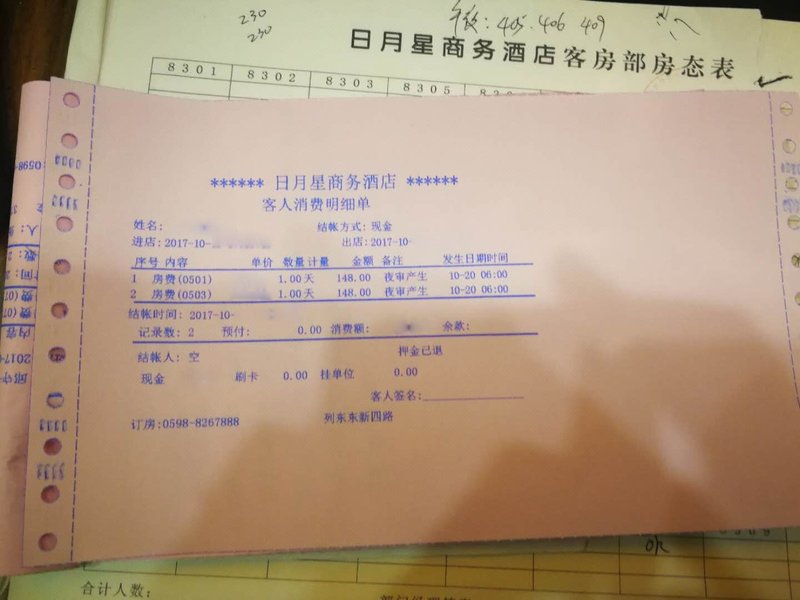 230
230
405. 406 409
日月星商务酒店客房部房态表
8301 8302 8303 8305
****** 日月星商务酒店 ******
客人消费明细单
姓名: 结帐方式: 现金
进店: 2017-10- 出店: 2017-10-
序号 内容 单价 数量 计量 金额 备注 发生日期时间
1 房费(0501) 1.00 天 148.00 夜审产生 10-20 06:00
2 房费(0503) 1.00 天 148.00 夜审产生 10-20 06:00
结帐时间: 2017-10-
记录数: 2 预付: 0.00 消费额: 余款:
结帐人: 空 押金已退
现金 刷卡 0.00 挂单位 0.00
客人签名:
订房:0598-8267888 列东东新四路
OK
合计人数: